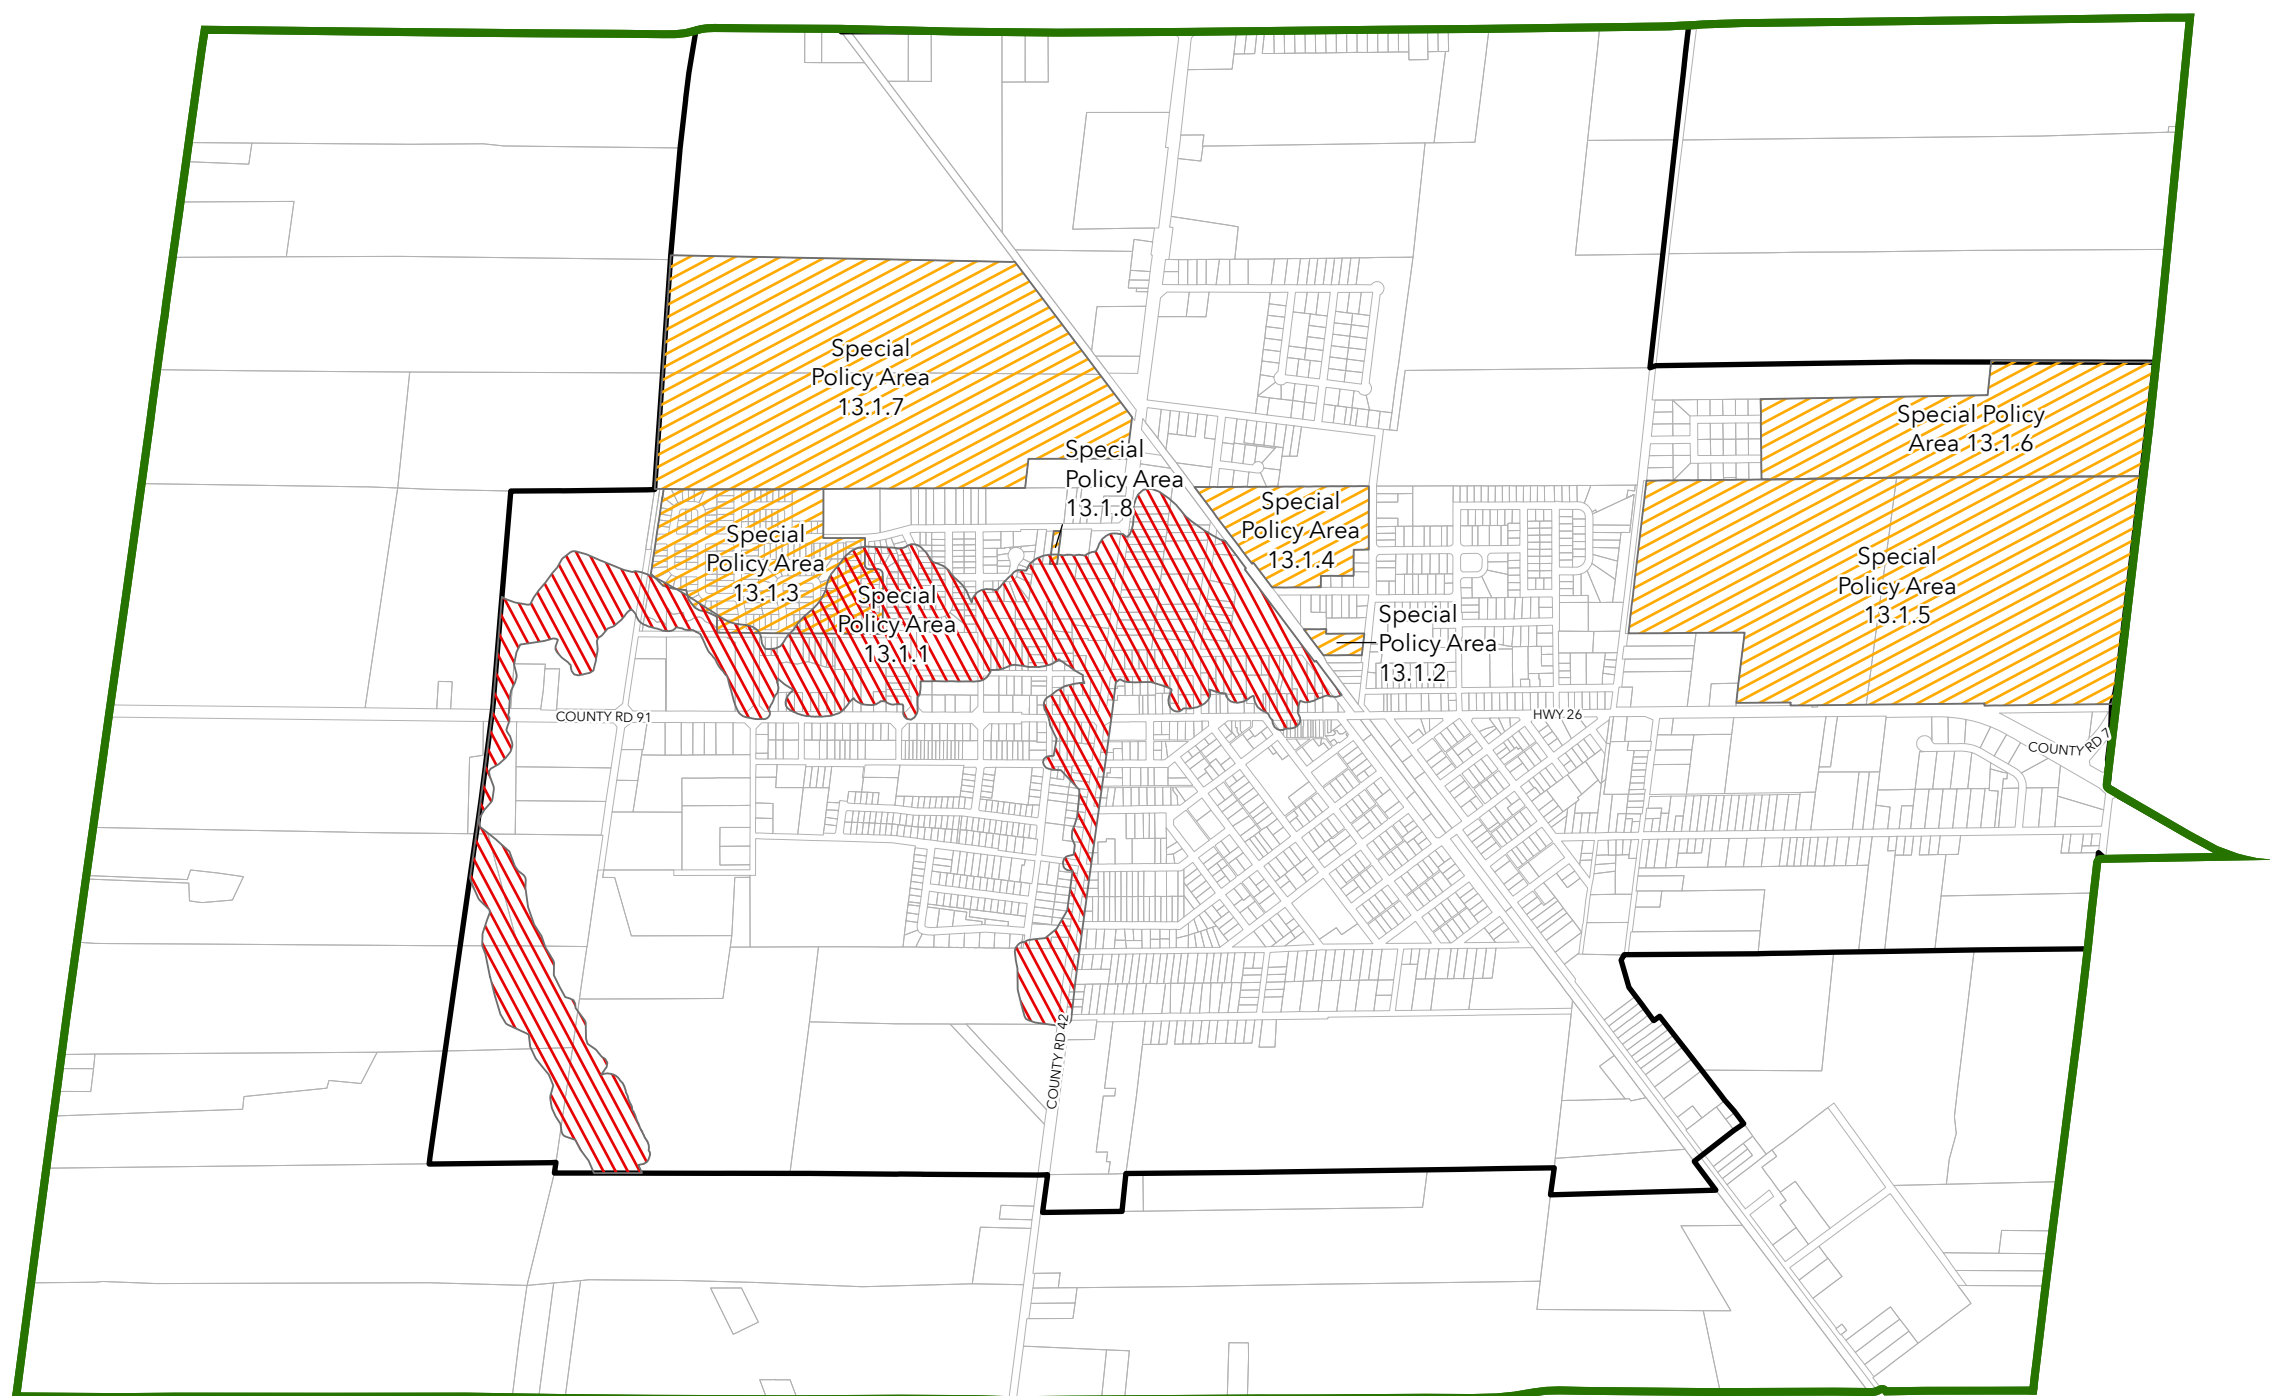 Special
Policy Area
13.1.7
Special Policy
Area 13.1.6
Special
Policy Area
13.1.8
Special
Policy Area
13.1.4
Special
Policy Area
13.1.3
Special
Policy Area
13.1.5
Special
Policy Area
13.1.1
Special
Policy Area
13.1.2
COUNTY RD 91
HWY 26
COUNTY RD 7
COUNTY RD 42